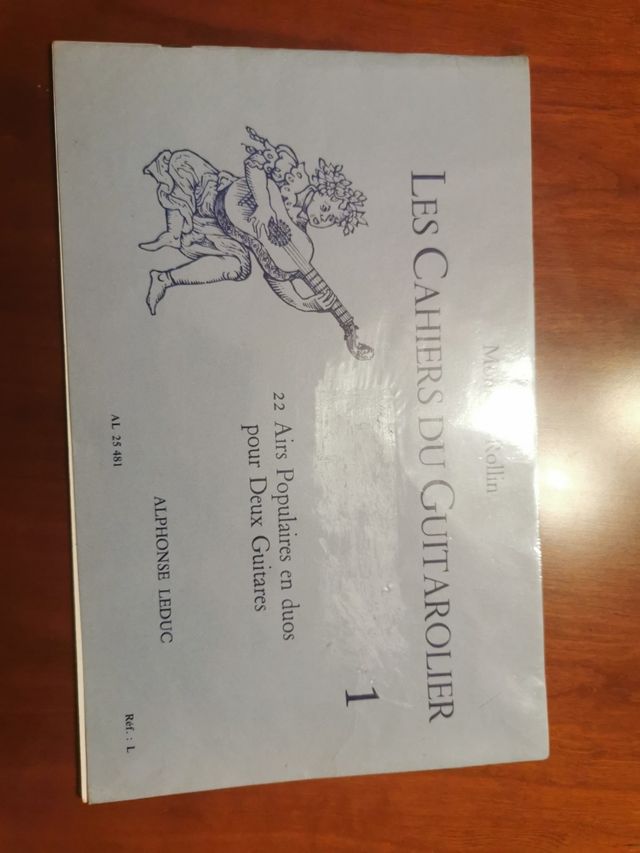 Rollin
LES CAHIERS DU GUITAROLIER
1
22 Airs Populaires en duos
pour Deux Guitares
ALPHONSE LEDUC
AL 25 481
Réf. : L